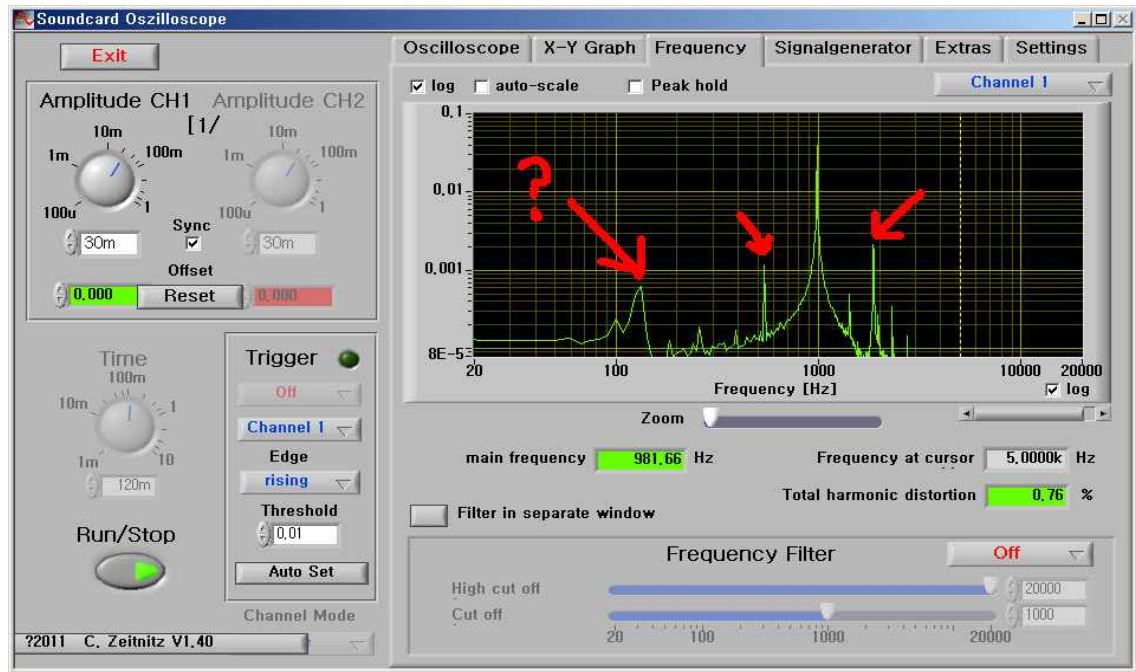 Soundcard Oszilloscope
Exit
Amplitude CH1 Amplitude CH2
[1/
10m
1m 100m
100u 1
10m
1m 100m
100u 1
Sync
30m 30m
Offset
0,000 Reset 0,000
Time
100m
10m 1
1m 10
120m
Run/Stop
Trigger
Off
Channel 1
Edge
rising
Threshold
0,01
Auto Set
Channel Mode
?2011 C. Zeitnitz V1.40
Oscilloscope X-Y Graph Frequency Signalgenerator Extras Settings
log auto-scale Peak hold Channel 1
0,1
0,01
0,001
8E-5
?
20 100 1000 10000 20000
Frequency [Hz]
log
Zoom
main frequency 981,66 Hz
Frequency at cursor 5,0000k Hz
Total harmonic distortion 0,76 %
Filter in separate window
Frequency Filter Off
High cut off 20000
Cut off 1000
20 100 1000 20000